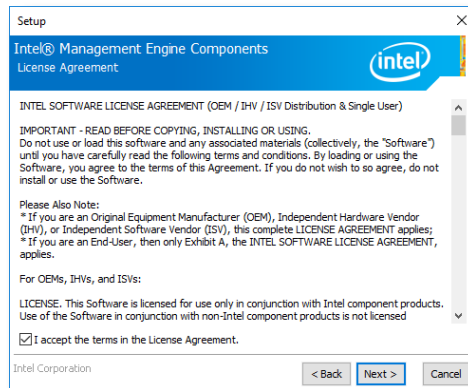 Setup
Intel® Management Engine Components
License Agreement
intel
INTEL SOFTWARE LICENSE AGREEMENT (OEM / IHV / ISV Distribution & Single User)
IMPORTANT - READ BEFORE COPYING, INSTALLING OR USING.
Do not use or load this software and any associated materials (collectively, the "Software")
until you have carefully read the following terms and conditions. By loading or using the
Software, you agree to the terms of this Agreement. If you do not wish to so agree, do not
install or use the Software.
Please Also Note:
* If you are an Original Equipment Manufacturer (OEM), Independent Hardware Vendor
(IHV), or Independent Software Vendor (ISV), this complete LICENSE AGREEMENT applies;
* If you are an End-User, then only Exhibit A, the INTEL SOFTWARE LICENSE AGREEMENT,
applies.
For OEMs, IHVs, and ISVs:
LICENSE. This Software is licensed for use only in conjunction with Intel component products.
Use of the Software in conjunction with non-Intel component products is not licensed
I accept the terms in the License Agreement.
Intel Corporation
< Back
Next >
Cancel